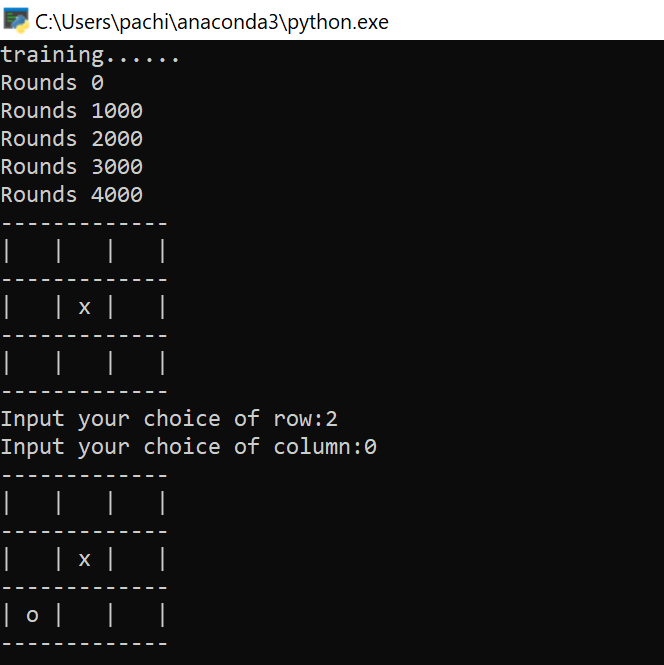 C:\Users\pachi\anaconda3\python.exe
training......
Rounds 0
Rounds 1000
Rounds 2000
Rounds 3000
Rounds 4000
-------------
|   |   |   |
-------------
|   | x |   |
-------------
|   |   |   |
-------------
Input your choice of row:2
Input your choice of column:0
-------------
|   |   |   |
-------------
|   | x |   |
-------------
| o |   |   |
-------------